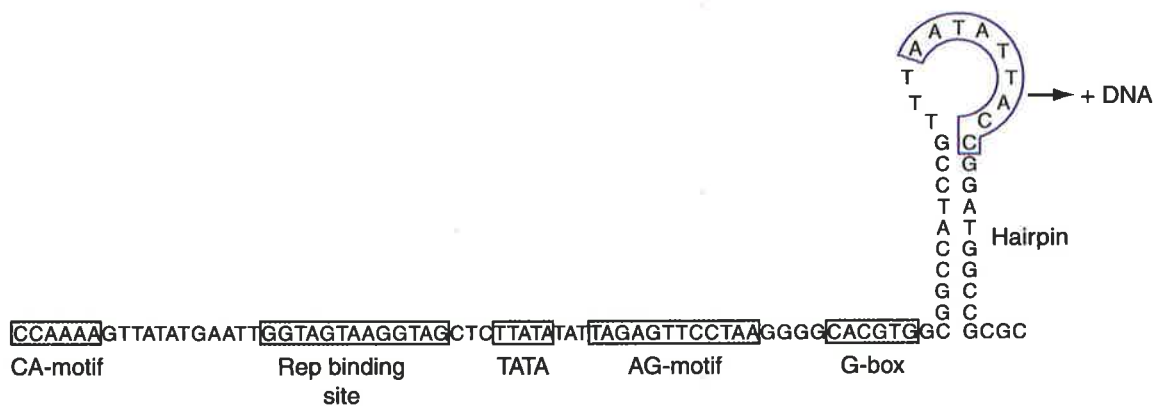 A T A T
A T
T T → + DNA
T A
T C
G C
C G
C G
T A
A T
C G Hairpin
C G
G C
G C
CCAAAAGTTATATGAATTGGTAGTAAGGTAGCTCTTATATATTAGAGTTCCTAAGGGGCACGTGGC GCGC
CA-motif Rep binding site TATA AG-motif G-box